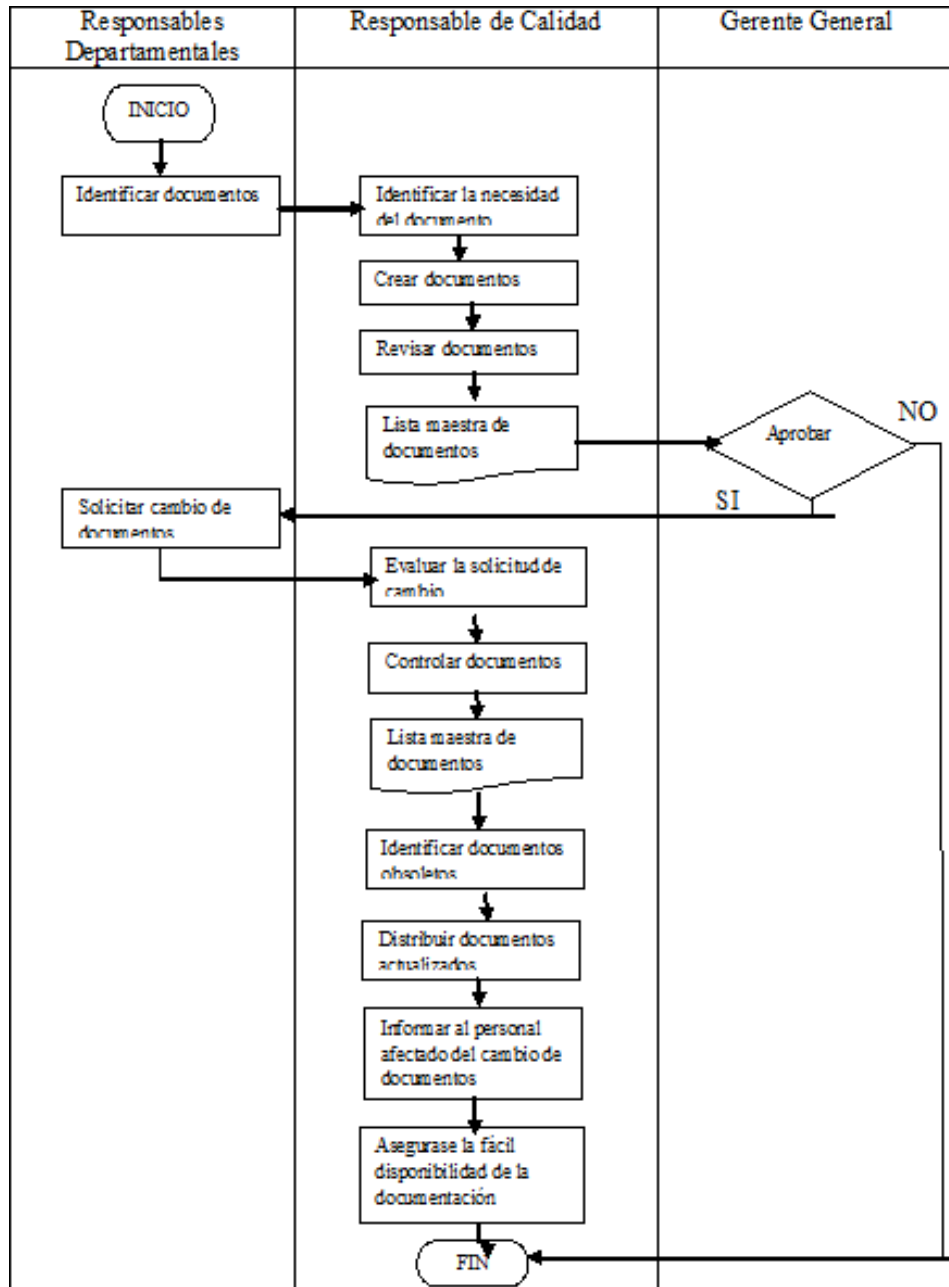 Responsables
Departamentales
Responsable de Calidad
Gerente General
INICIO
Identificar documentos
Identificar la necesidad
del documento
Crear documentos
Revisar documentos
Lista maestra de
documentos
Aprobar
NO
SI
Solicitar cambio de
documentos
Evaluar la solicitud de
cambio
Controlar documentos
Lista maestra de
documentos
Identificar documentos
obsoletos
Distribuir documentos
actualizados
Informar al personal
afectado del cambio de
documentos
Asegurase la fácil
disponibilidad de la
documentación
FIN